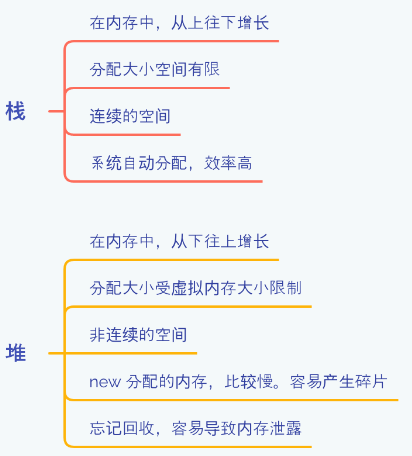 栈
在内存中，从上往下增长
分配大小空间有限
连续的空间
系统自动分配，效率高
堆
在内存中，从下往上增长
分配大小受虚拟内存大小限制
非连续的空间
new 分配的内存，比较慢。容易产生碎片
忘记回收，容易导致内存泄露